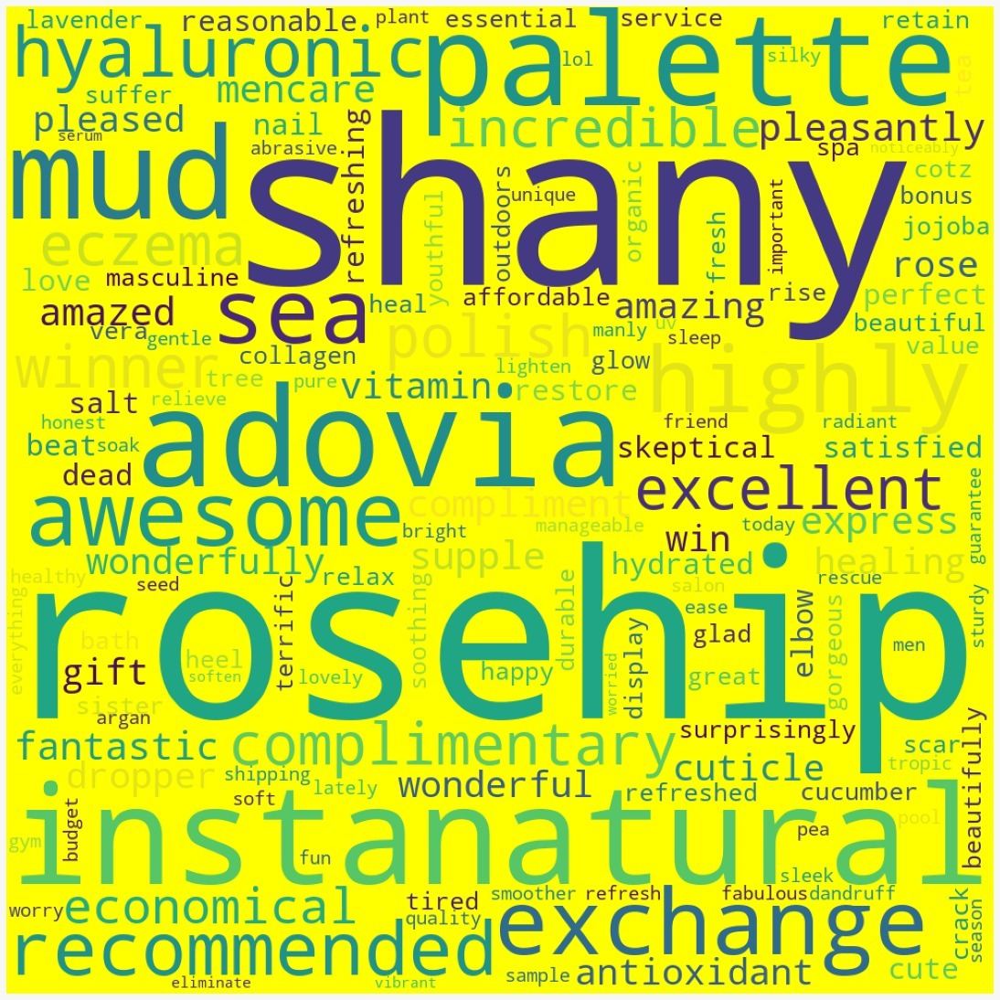 lavender reasonable plant essential service retain
hyaluronic palette
lol silky tea
suffer mencare
pleased nail incredible pleasantly
serum abrasive. refreshing spa noticeably
mud shany
cotz
youthful outdoors unique organic important bonus
eczema fresh jojoba
love masculine rose
sea heal affordable amazing rise perfect
amazed
vera gentle polish manly uv sleep beautiful
winner collagen lighten glow highly value
tree pure vitamin restore
salt relieve
honest adovia friend radiant
beat soak skeptical satisfied
dead excellent
awesome compliment
bright manageable win today express guarantee
wonderfully supple hydrated healing
healthy seed relax salon rescue
everything rosehip
terrific soothing durable ease elbow sturdy
bath display glad gorgeous men
gift heel soften lovely happy worried great
sister
argan surprisingly
fantastic complimentary scar
dropper shipping cuticle tropic
lately wonderful refreshed cucumber beautifully
soft
instanatural
budget pool
gym fun pea
sleek
worry economical tired smoother refresh fabulous dandruff
quality exchange crack season
recommended
sample antioxidant cute
eliminate vibrant